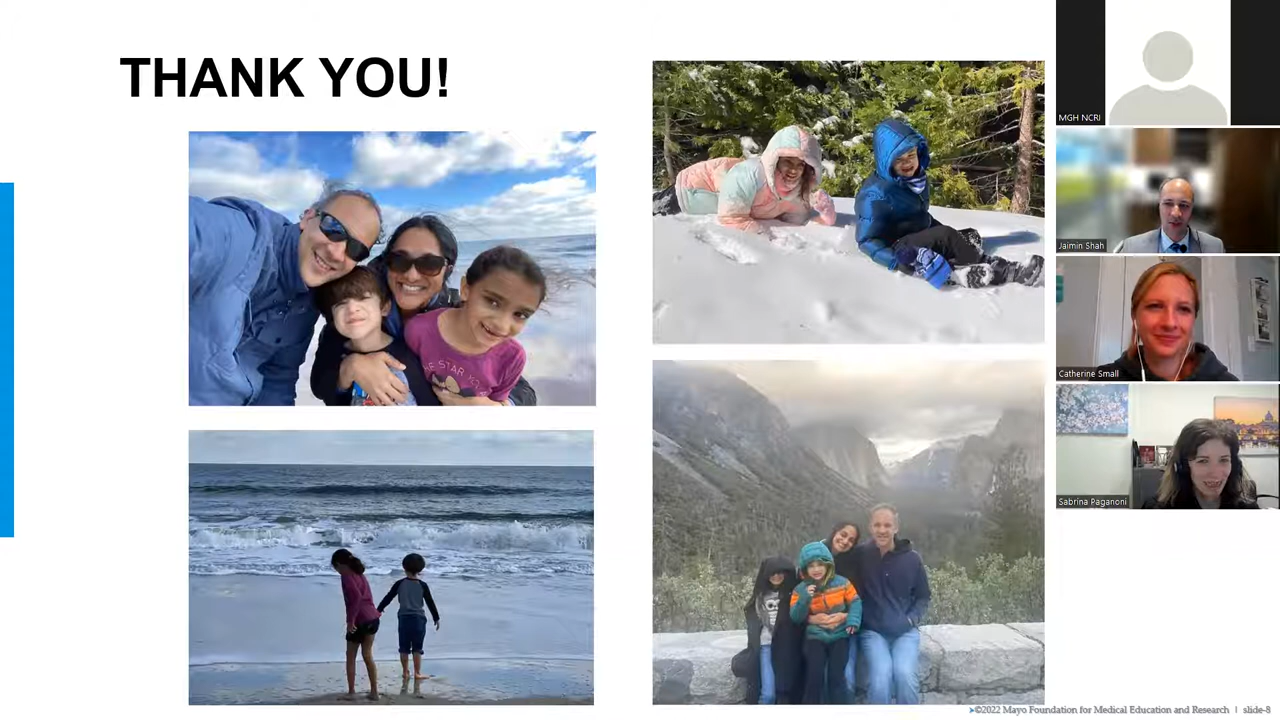 THANK YOU!
MGH NCRI
Jaimin Shah
Catherine Small
Sabrina Paganoni
©2022 Mayo Foundation for Medical Education and Research | slide-8